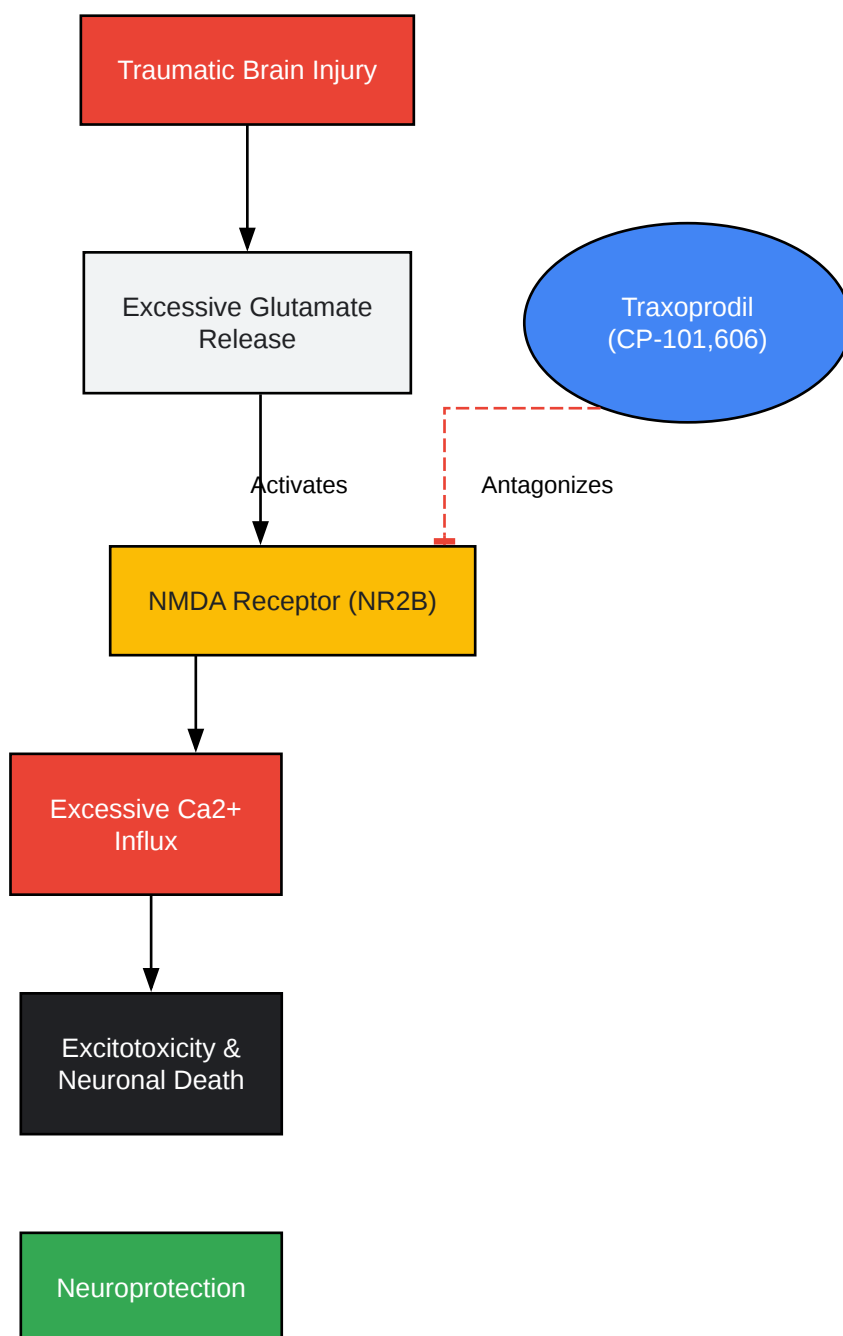 Traumatic Brain Injury
Excessive Glutamate
Release
Traxoprodil
(CP-101,606)
Activates
Antagonizes
NMDA Receptor (NR2B)
Excessive Ca2+
Influx
Excitotoxicity &
Neuronal Death
Neuroprotection